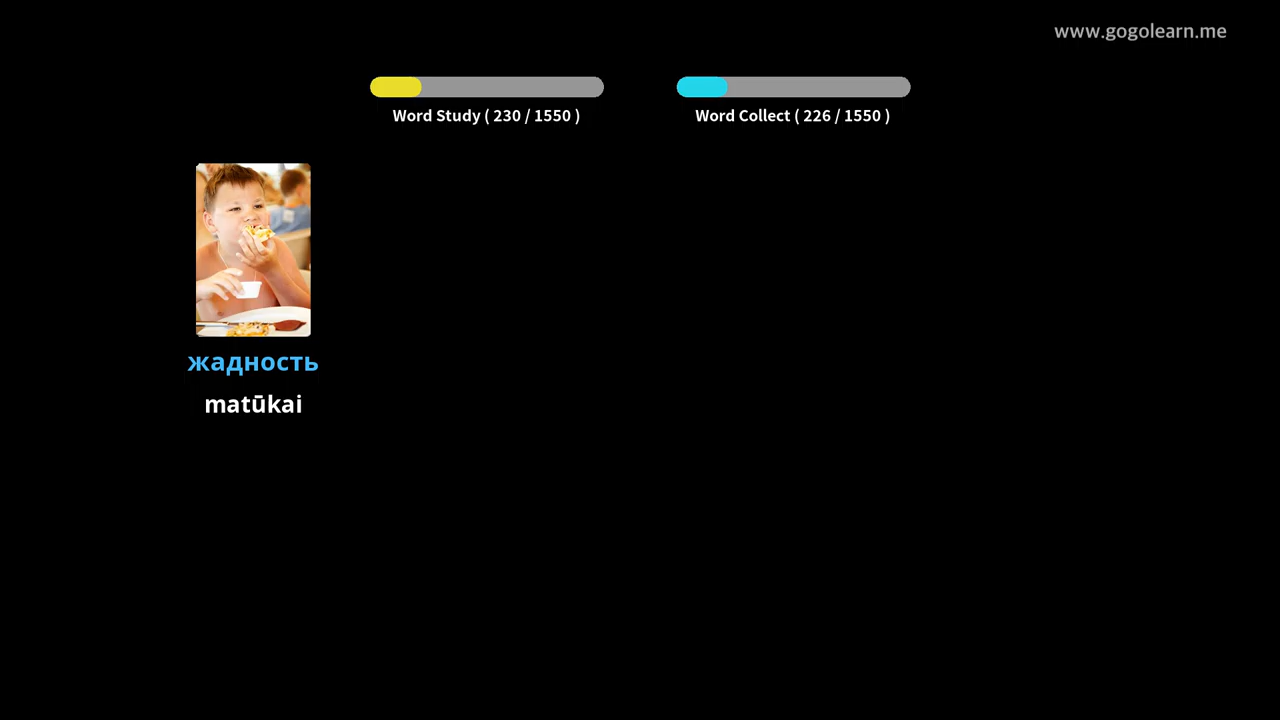 www.gogolearn.me
Word Study ( 230 / 1550 )
Word Collect ( 226 / 1550 )
жадность
matūkai